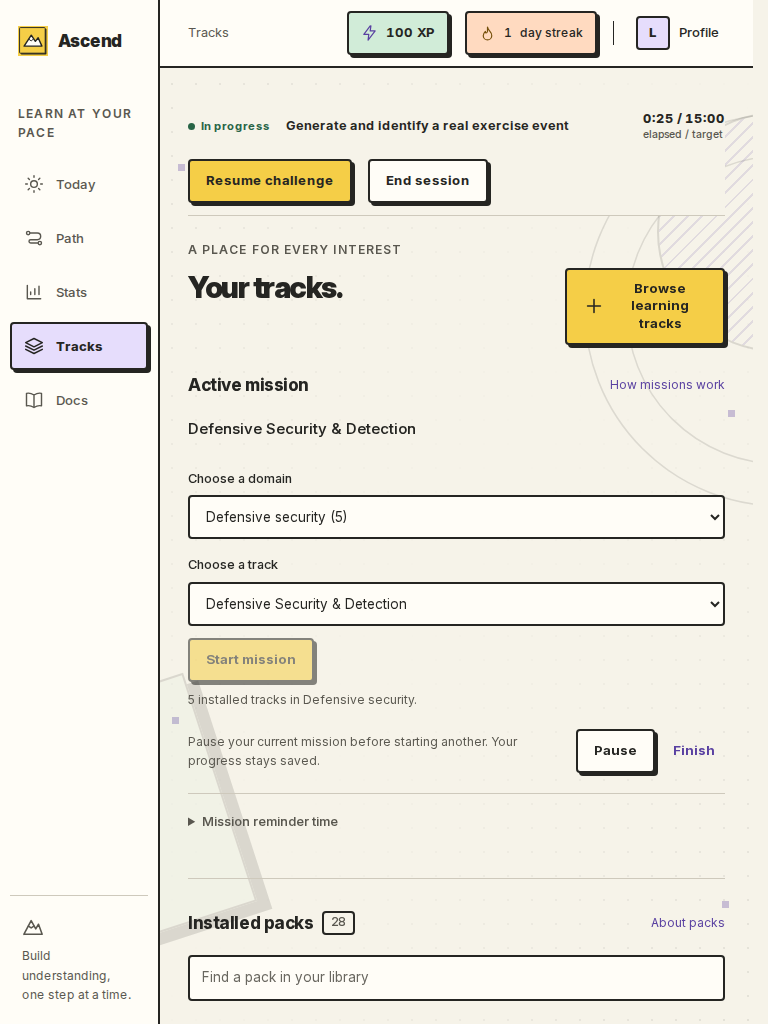 Ascend
LEARN AT YOUR
PACE
Today
Path
Stats
Tracks
Docs
Build
understanding,
one step at a time.
Tracks
100 XP
1 day streak
L
Profile
In progress
Generate and identify a real exercise event
0:25 / 15:00
elapsed / target
Resume challenge
End session
A PLACE FOR EVERY INTEREST
Your tracks.
Browse
learning
tracks
Active mission
How missions work
Defensive Security & Detection
Choose a domain
Defensive security (5)
Choose a track
Defensive Security & Detection
Start mission
5 installed tracks in Defensive security.
Pause your current mission before starting another. Your
progress stays saved.
Pause
Finish
Mission reminder time
Installed packs
28
About packs
Find a pack in your library